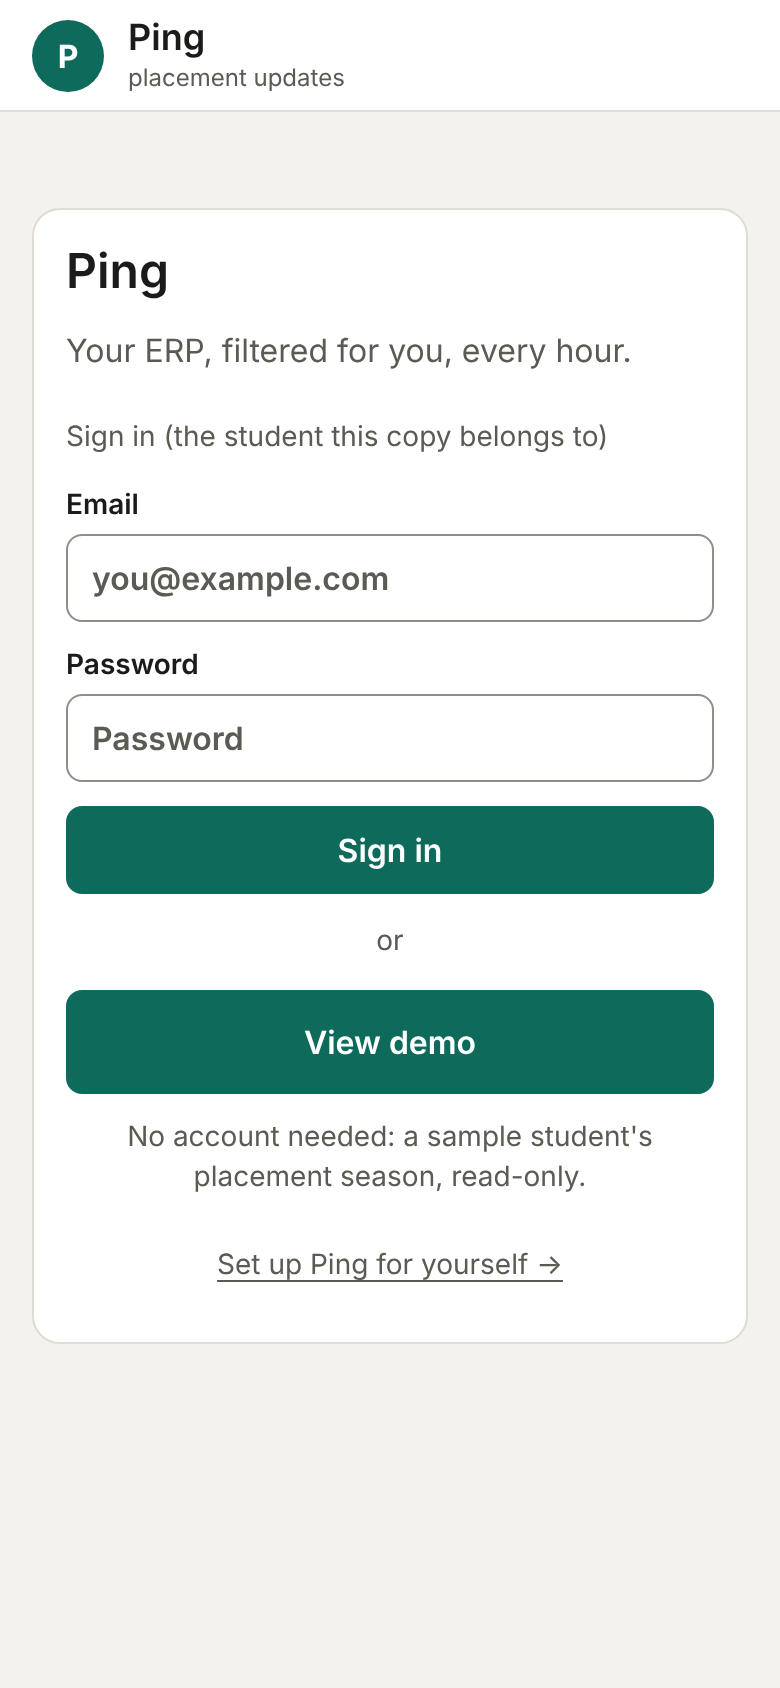 P
Ping
placement updates
Ping
Your ERP, filtered for you, every hour.
Sign in (the student this copy belongs to)
Email
you@example.com
Password
Password
Sign in
or
View demo
No account needed: a sample student's
placement season, read-only.
Set up Ping for yourself →